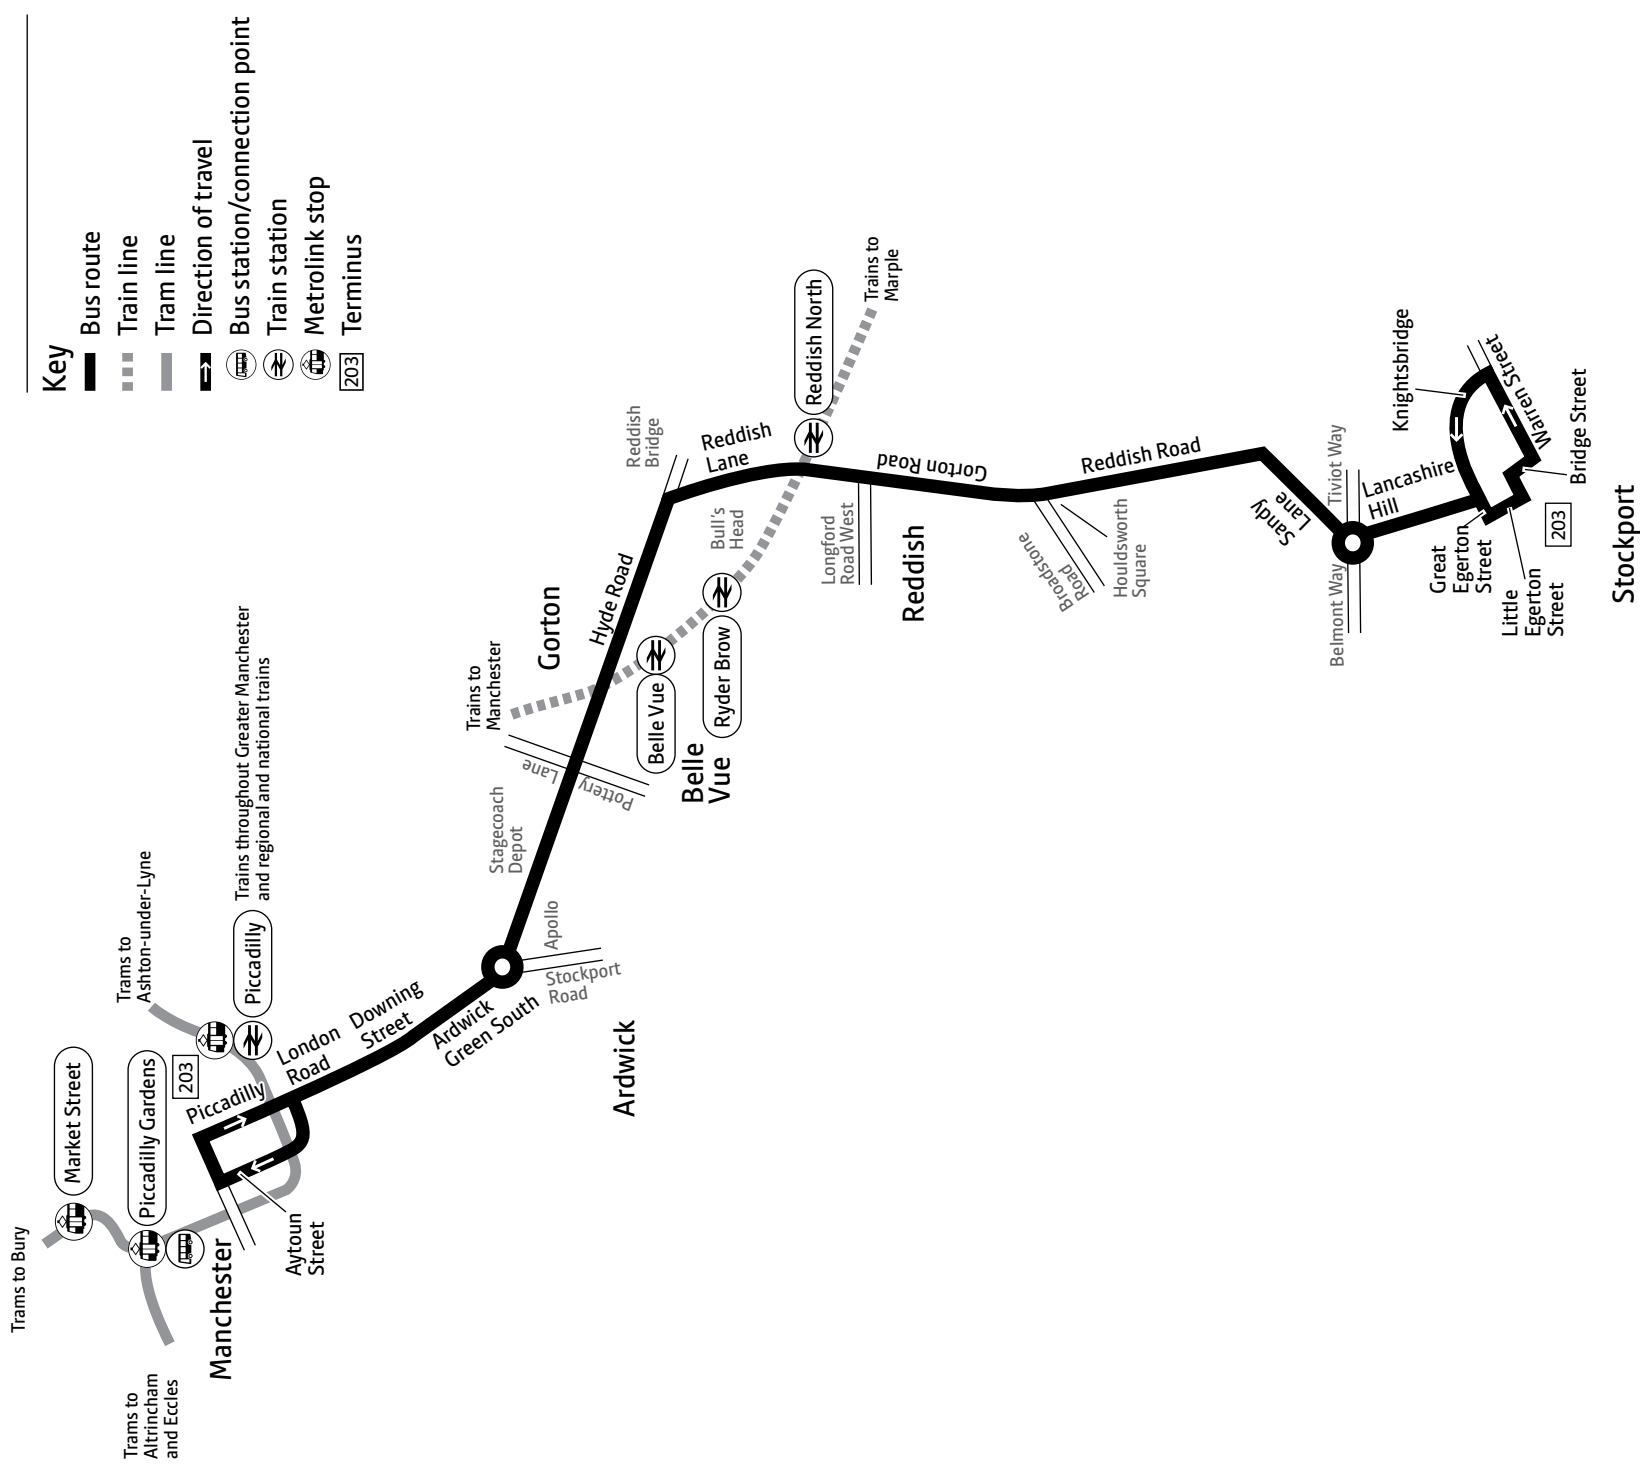 Key
Bus route
Train line
Tram line
Direction of travel
Bus station/connection point
Train station
Metrolink stop
203
Terminus
Trams to Bury
Market Street
Trams to
Altrincham
and Eccles
Piccadilly Gardens
Trams to
Ashton-under-Lyne
203
Piccadilly
Trains throughout Greater Manchester
and regional and national trains
Manchester
Piccadilly
Aytoun
Street
London
Road
Downing
Street
Ardwick
Green South
Apollo
Stockport
Road
Ardwick
Stagecoach
Depot
Pottery
Lane
Trains to
Manchester
Gorton
Hyde Road
Belle Vue
Ryder Brow
Belle
Vue
Reddish
Bridge
Reddish
Lane
Bull's
Head
Reddish North
Trains to
Marple
Longford
Road West
Gorton Road
Reddish
Broadstone
Road
Houldsworth
Square
Reddish Road
Sandy
Lane
Tiviot Way
Belmont Way
Lancashire
Hill
Knightsbridge
Warren Street
Bridge Street
Great
Egerton
Street
Little
Egerton
Street
203
Stockport